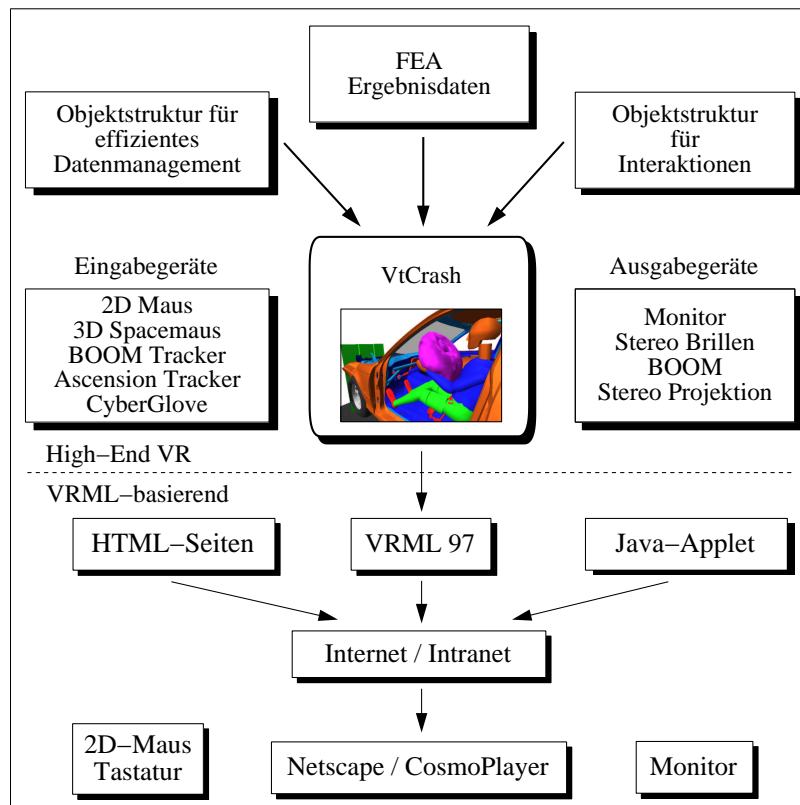 FEA
Ergebnisdaten
Objektstruktur für
effizientes
Datenmanagement
Objektstruktur
für
Interaktionen
VtCrash
Eingabegeräte
2D Maus
3D Spacemaus
BOOM Tracker
Ascension Tracker
CyberGlove
Ausgabegeräte
Monitor
Stereo Brillen
BOOM
Stereo Projektion
High−End VR
VRML−basierend
HTML−Seiten
VRML 97
Java−Applet
Internet / Intranet
2D−Maus
Tastatur
Netscape / CosmoPlayer
Monitor